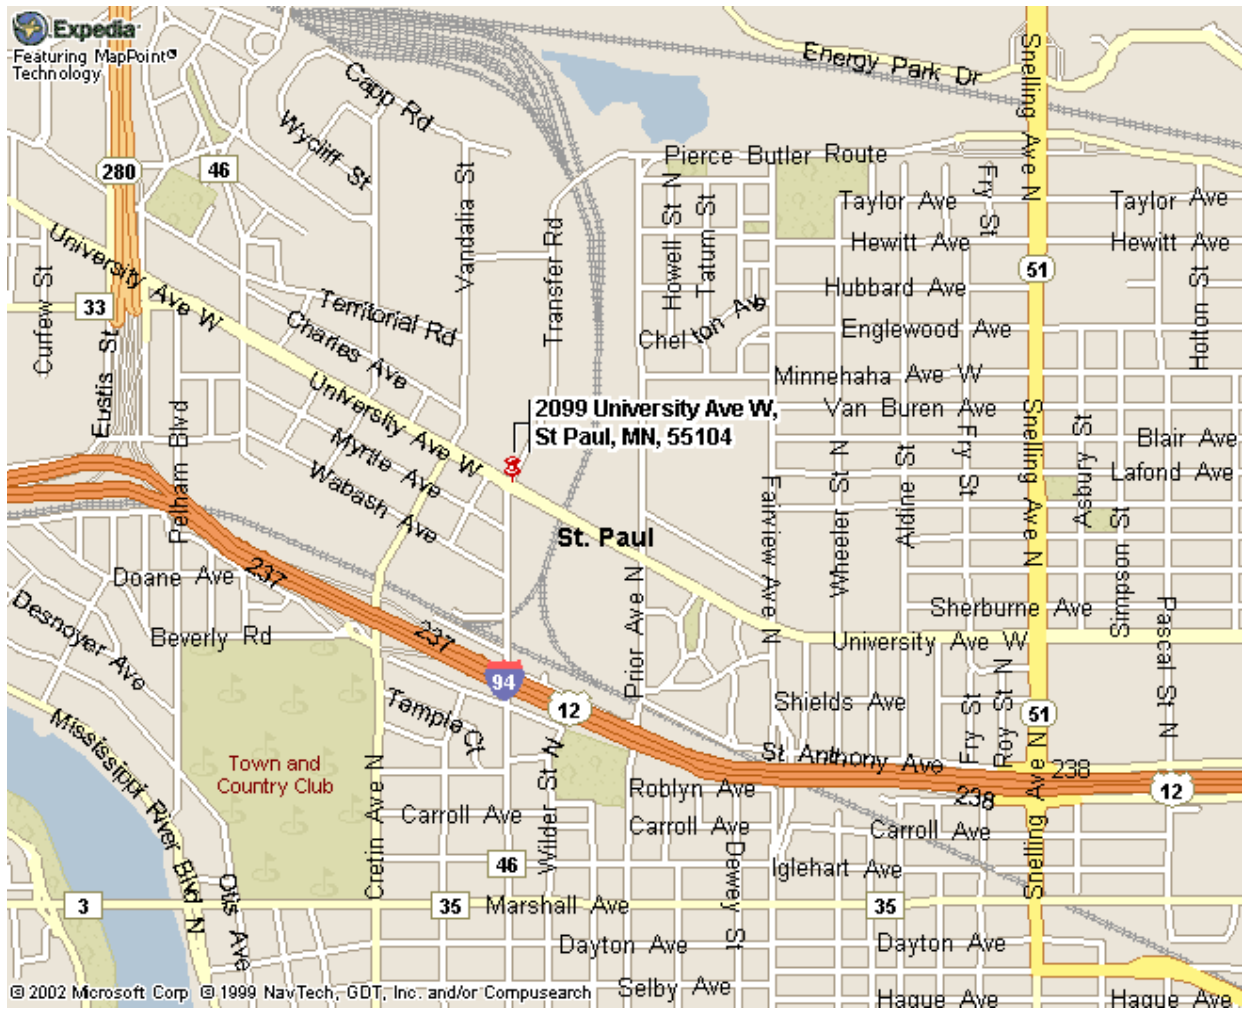 Expedia
Featuring MapPoint®
Technology
Energy Park Dr
Snelling Ave N
Capp Rd
Wycliff St
280
46
Pierce Butler Route
Vandalia St
Fry St
Taylor Ave
Taylor Ave
Howell St N
Tatum St
Transfer Rd
Hewitt Ave
Hewitt Ave
University Ave W
51
Curfew St
33
Territorial Rd
Hubbard Ave
Holton St
Charles Ave
Chelton Ave
Englewood Ave
Eustis St
Minnehaha Ave W
University Ave W
2099 University Ave W,
St Paul, MN, 55104
Van Buren Ave
Snelling Ave N
Pelham Blvd
Myrtle Ave
Fry St
Asbury St
Blair Ave
Wabash Ave
Lafond Ave
Fairview Ave N
Wheeler St N
Aldine St
St. Paul
Simpson St
Doane Ave
237
Prior Ave N
Sherburne Ave
Pascal St N
Desnoyer Ave
Beverly Rd
237
University Ave W
94
12
Temple Ct
Shields Ave
Fry St
Roy St N
51
Mississippi River Blvd N
Town and
Country Club
Cretin Ave N
Wilder St N
St Anthony Ave
238
Roblyn Ave
238
12
Snelling Ave N
Carroll Ave
Carroll Ave
Carroll Ave
46
Dewey St
Iglehart Ave
Otis Ave
3
35
Marshall Ave
35
Dayton Ave
Dayton Ave
Selby Ave
Hague Ave
Hague Ave
© 2002 Microsoft Corp © 1999 NavTech, GDT, Inc. and/or Compusearch